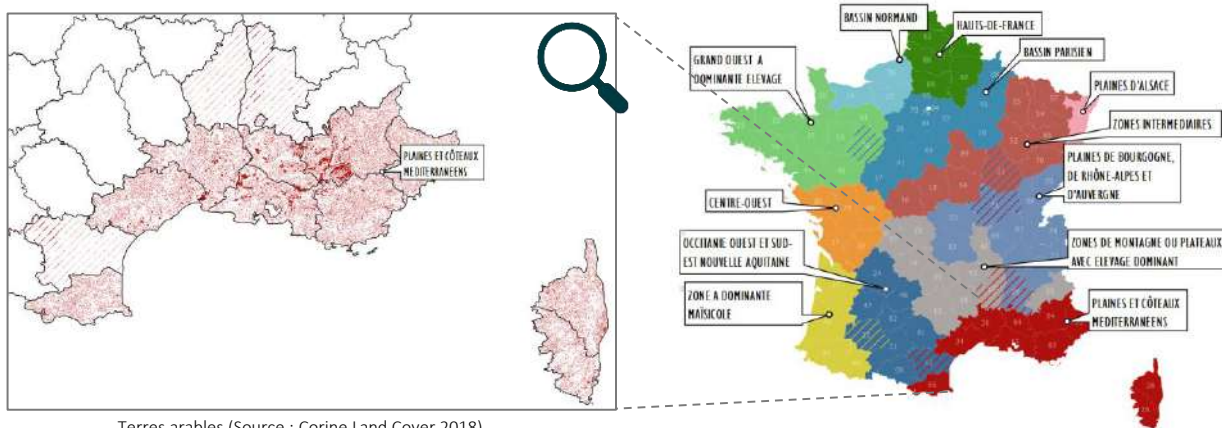 PLAINES ET CÔTEAUX
MEDITERRANEENS
Terres arables (Source : Corine Land Cover 2018)
BASSIN NORMAND
HAUTS-DE-FRANCE
BASSIN PARISIEN
GRAND OUEST A
DOMINANTE ELEVAGE
PLAINES D'ALSACE
ZONES INTERMEDIAIRES
PLAINES DE BOURGOGNE,
DE RHÔNE-ALPES ET
D'AUVERGNE
CENTRE-OUEST
OCCITANIE OUEST ET SUD-
EST NOUVELLE AQUITAINE
ZONES DE MONTAGNE OU PLATEAUX
AVEC ELEVAGE DOMINANT
ZONE A DOMINANTE
MAÏSICOLE
PLAINES ET CÔTEAUX
MEDITERRANEENS